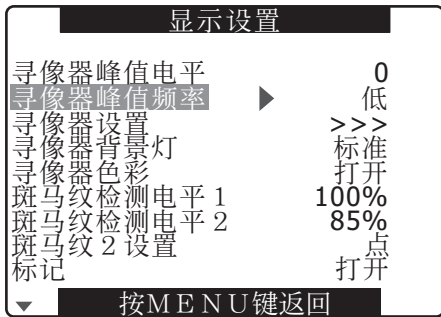 显示设置
寻像器峰值电平 0
寻像器峰值频率 ▶ 低
寻像器设置 >>>
寻像器背景灯 标准
寻像器色彩 打开
斑马纹检测电平１ 100%
斑马纹检测电平２ 85%
斑马纹２设置 点
标记 打开
按ＭＥＮＵ键返回